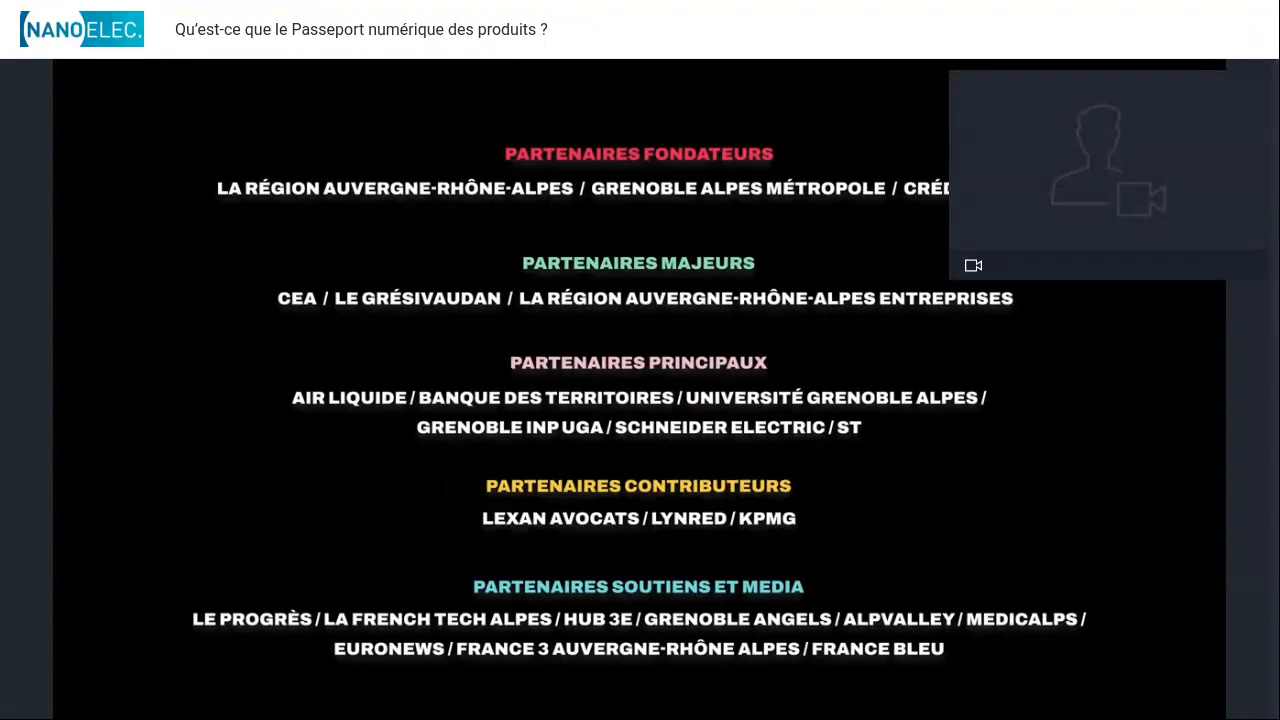 (NANOELEC.
Qu’est-ce que le Passeport numérique des produits ?
PARTENAIRES FONDATEURS
LA RÉGION AUVERGNE-RHÔNE-ALPES / GRENOBLE ALPES MÉTROPOLE /
PARTENAIRES MAJEURS
CEA / LE GRÉSIVAUDAN / LA RÉGION AUVERGNE-RHÔNE-ALPES ENTREPRISES
PARTENAIRES PRINCIPAUX
AIR LIQUIDE / BANQUE DES TERRITOIRES / UNIVERSITÉ GRENOBLE ALPES /
GRENOBLE INP UGA / SCHNEIDER ELECTRIC / ST
PARTENAIRES CONTRIBUTEURS
LEXAN AVOCATS / LYNRED / KPMG
PARTENAIRES SOUTIENS ET MEDIA
LE PROGRÈS / LA FRENCH TECH ALPES / HUB 3E / GRENOBLE ANGELS / ALPVALLEY / MEDICALPS /
EURONEWS / FRANCE 3 AUVERGNE-RHÔNE ALPES / FRANCE BLEU